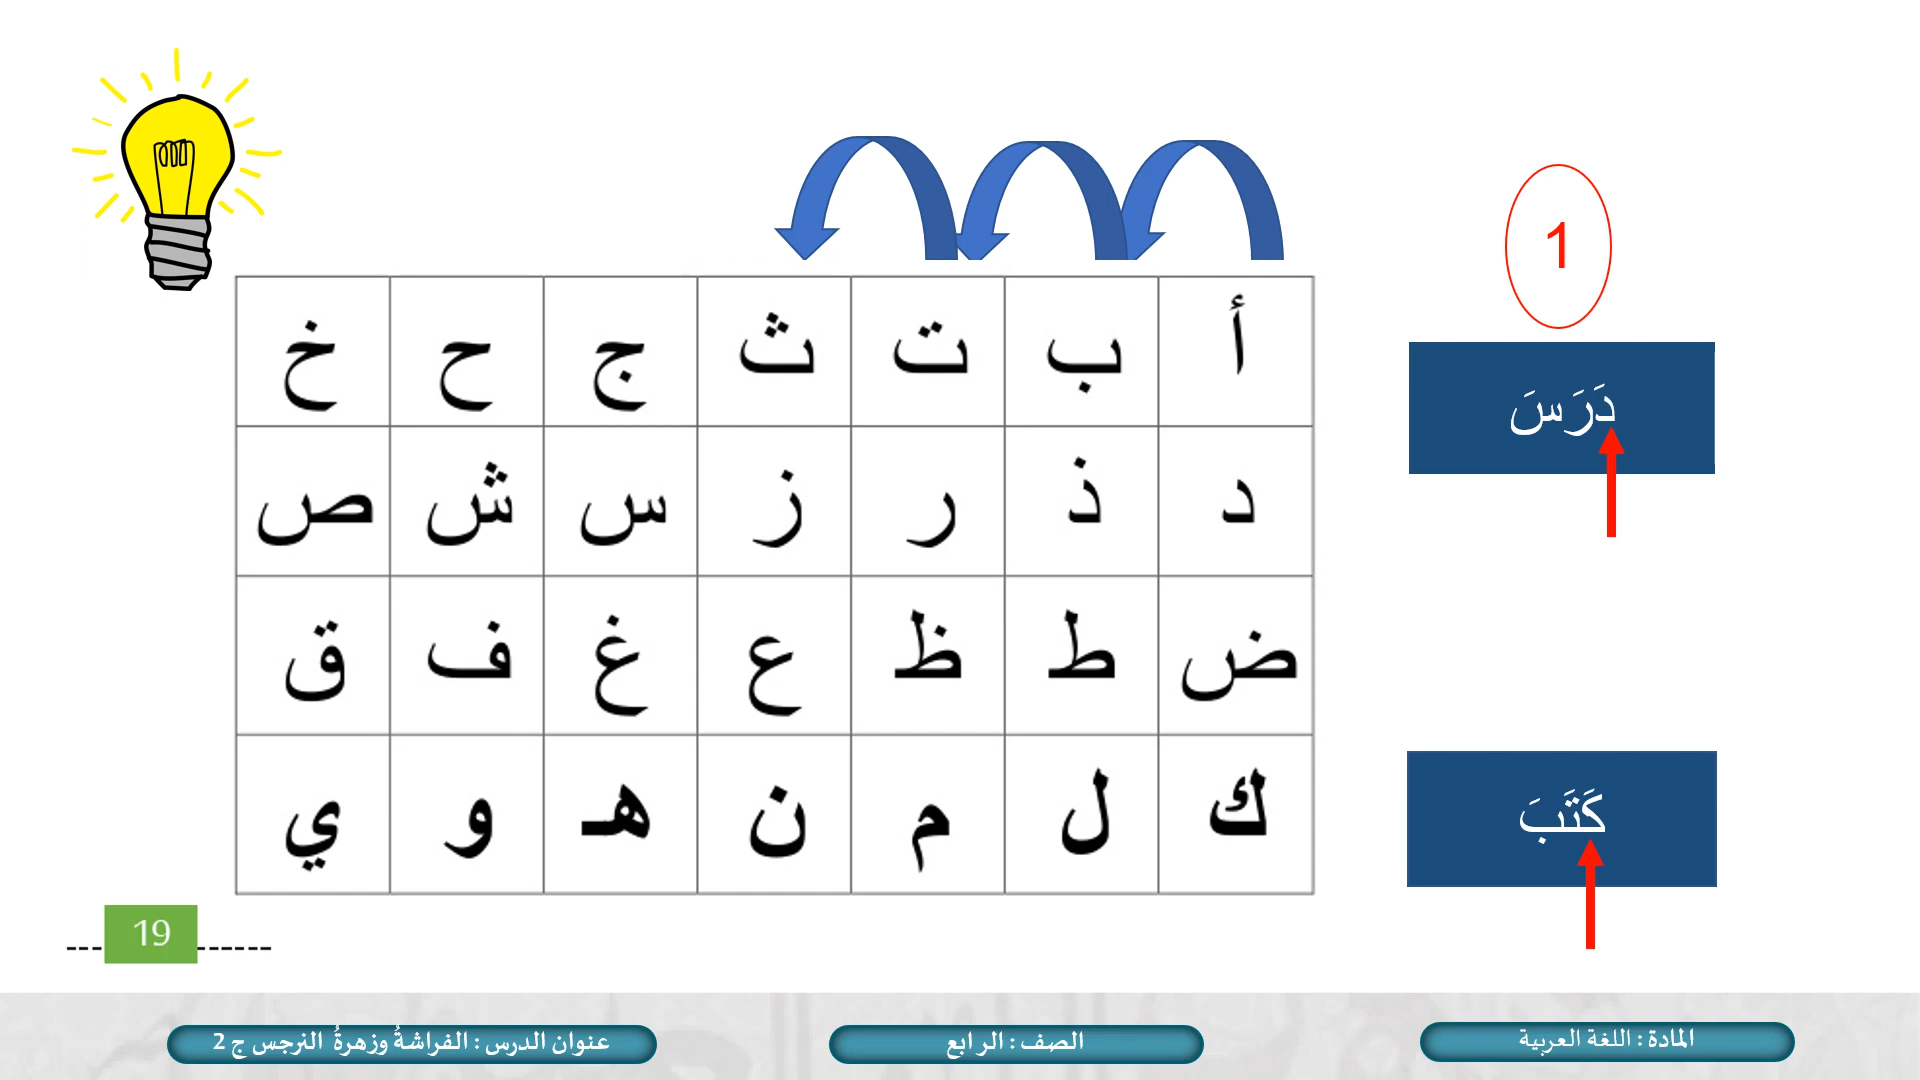 1
أ ب ت ث ج ح خ
د ذ ر ز س ش ص
ض ط ظ ع غ ف ق
ك ل م ن هـ و ي
دَرَسَ
كَتَبَ
19
المادة : اللغة العربية
الصف : الرابع
عنوان الدرس : الفراشةُ وزهرةُ النرجس ج 2